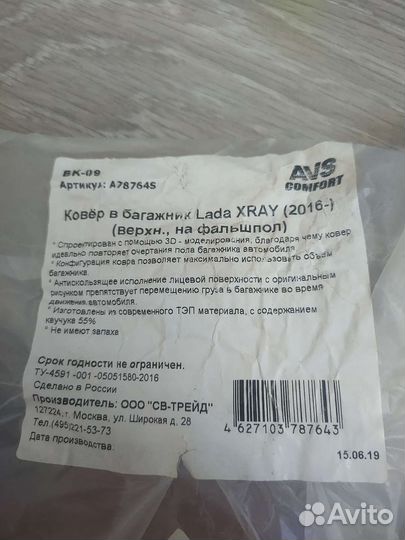 BK-09
Артикул: A78764S
AVS
COMFORT
Ковёр в багажник Lada XRAY (2016-)
(верхн., на фальшпол)
* Спроектирован с помощью 3D - моделирования, благодаря чему ковер
идеально повторяет очертания пола багажника автомобиля
* Конфигурация ковра позволяет максимально использовать объем
багажника.
* Антискользящее исполнение лицевой поверхности с оригинальным
рисунком препятствует перемещению груза в багажнике во время
движения автомобиля.
* Изготовлены из современного ТЭП материала, с содержанием
каучука 55%
* Не имеют запаха
Срок годности не ограничен.
ТУ-4591 -001 -05051580-2016
Сделано в России
Производитель: ООО "СВ-ТРЕЙД"
127224,г. Москва, ул. Широкая д. 28
Тел.(495)221-53-73
Дата производства:
4 627103 787643
15.06.19
Avito